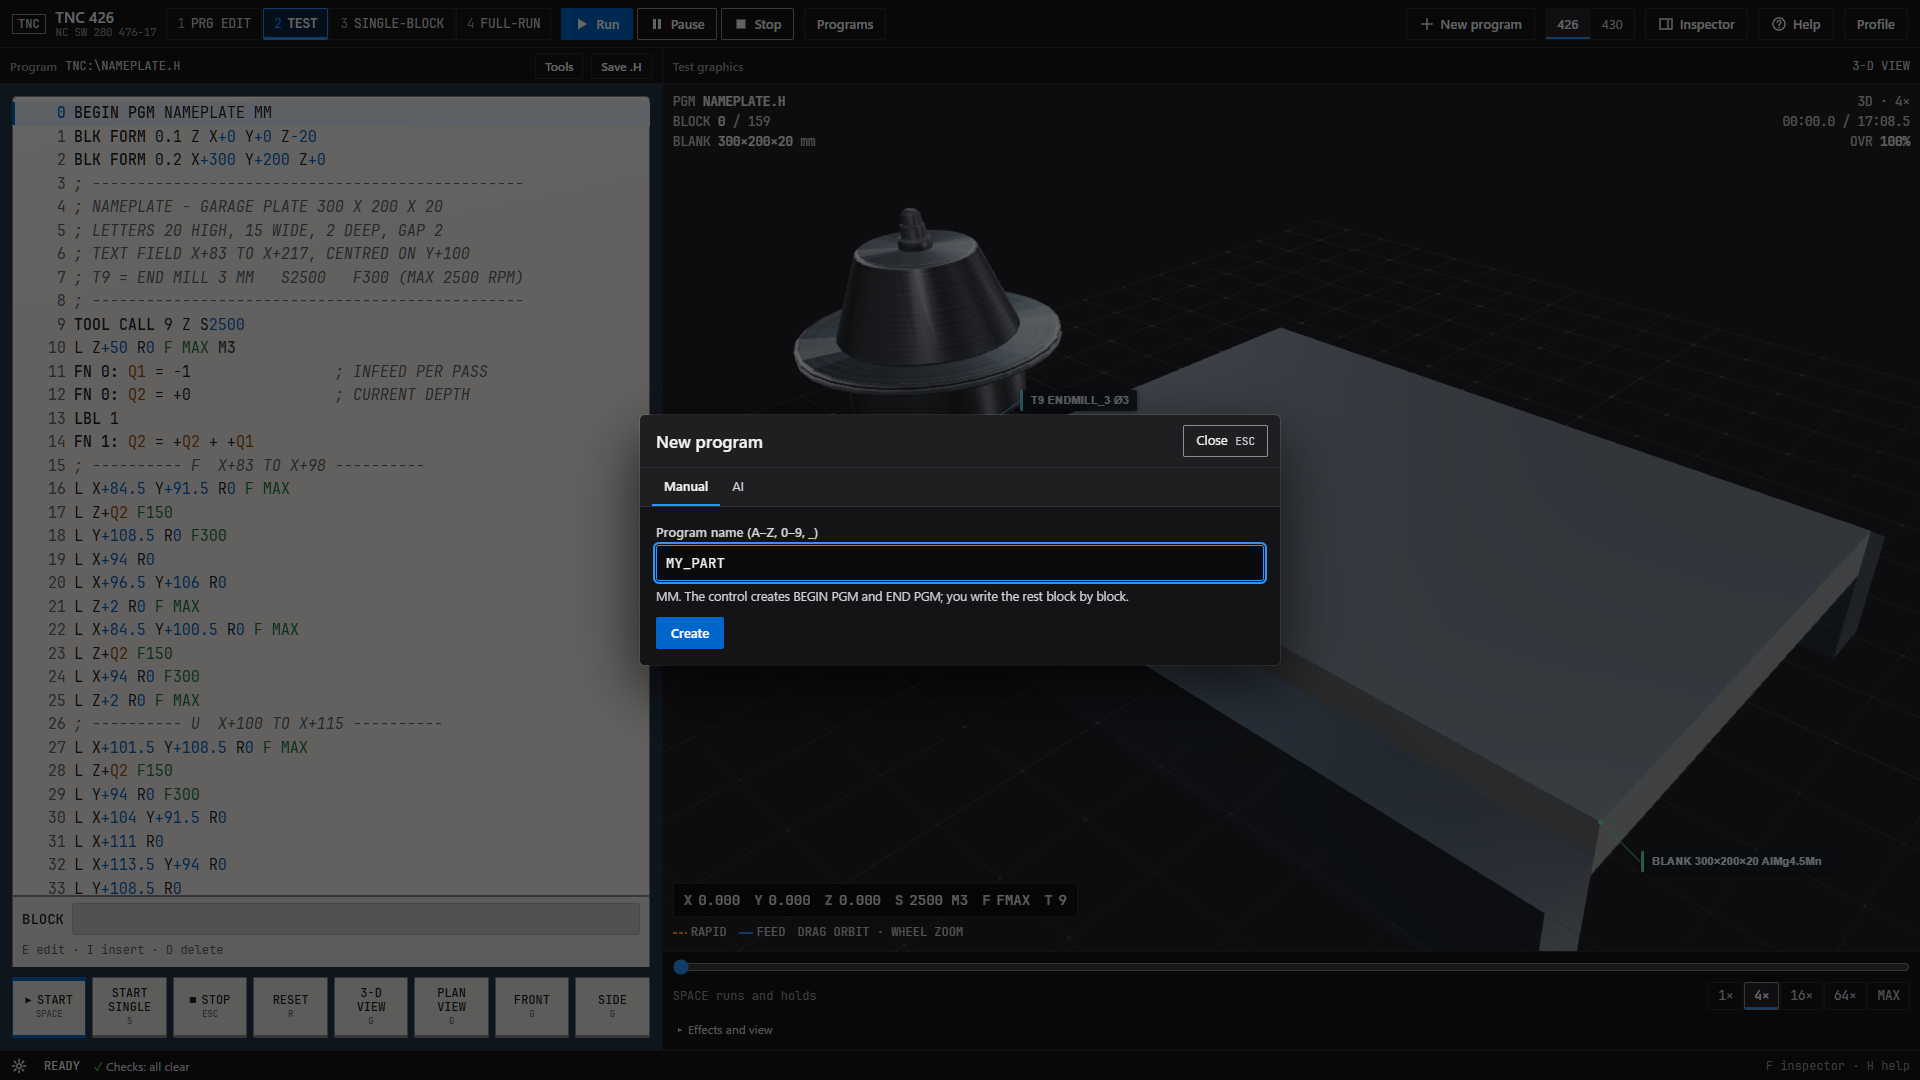 TNC
TNC 426
NC SW 280 476-17
1 PRG EDIT
2 TEST
3 SINGLE-BLOCK
4 FULL-RUN
Run
Pause
Stop
Programs
New program
426
430
Inspector
Help
Profile
Program TNC:\NAMEPLATE.H
Tools
Save .H
Test graphics
3-D VIEW
0 BEGIN PGM NAMEPLATE MM
1 BLK FORM 0.1 Z X+0 Y+0 Z-20
2 BLK FORM 0.2 X+300 Y+200 Z+0
3 ; ------------------------------------------------
4 ; NAMEPLATE - GARAGE PLATE 300 X 200 X 20
5 ; LETTERS 20 HIGH, 15 WIDE, 2 DEEP, GAP 2
6 ; TEXT FIELD X+83 TO X+217, CENTRED ON Y+100
7 ; T9 = END MILL 3 MM   S2500   F300 (MAX 2500 RPM)
8 ; ------------------------------------------------
9 TOOL CALL 9 Z S2500
10 L Z+50 R0 F MAX M3
11 FN 0: Q1 = -1 ; INFEED PER PASS
12 FN 0: Q2 = +0 ; CURRENT DEPTH
13 LBL 1
14 FN 1: Q2 = +Q2 + +Q1
15 ; ---------- F  X+83 TO X+98 ----------
16 L X+84.5 Y+91.5 R0 F MAX
17 L Z+Q2 F150
18 L Y+108.5 R0 F300
19 L X+94 R0
20 L X+96.5 Y+106 R0
21 L Z+2 R0 F MAX
22 L X+84.5 Y+100.5 R0 F MAX
23 L Z+Q2 F150
24 L X+94 R0 F300
25 L Z+2 R0 F MAX
26 ; ---------- U  X+100 TO X+115 ----------
27 L X+101.5 Y+108.5 R0 F MAX
28 L Z+Q2 F150
29 L Y+94 R0 F300
30 L X+104 Y+91.5 R0
31 L X+111 R0
32 L X+113.5 Y+94 R0
33 L Y+108.5 R0
BLOCK
E edit · I insert · D delete
START
SPACE
START SINGLE
S
STOP
ESC
RESET
R
3-D VIEW
G
PLAN VIEW
G
FRONT
G
SIDE
G
PGM NAMEPLATE.H
BLOCK 0 / 159
BLANK 300×200×20 mm
3D · 4×
00:00.0 / 17:08.5
OVR 100%
T9 ENDMILL_3 Ø3
New program
Close ESC
Manual
AI
Program name (A–Z, 0–9, _)
MY_PART
MM. The control creates BEGIN PGM and END PGM; you write the rest block by block.
Create
BLANK 300×200×20 AlMg4.5Mn
X 0.000 Y 0.000 Z 0.000 S 2500 M3 F FMAX T 9
RAPID FEED DRAG ORBIT · WHEEL ZOOM
SPACE runs and holds
1×
4×
16×
64×
MAX
Effects and view
READY
✓ Checks: all clear
F inspector · H help